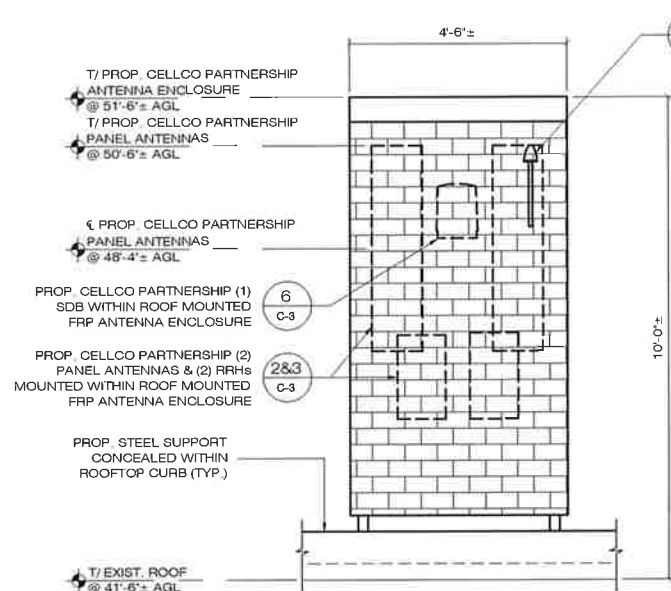 4'-6"±
T/ PROP. CELLCO PARTNERSHIP
ANTENNA ENCLOSURE
@ 51'-6"± AGL
T/ PROP. CELLCO PARTNERSHIP
PANEL ANTENNAS
@ 50'-6"± AGL
℄ PROP. CELLCO PARTNERSHIP
PANEL ANTENNAS
@ 48'-4"± AGL
PROP. CELLCO PARTNERSHIP (1)
SDB WITHIN ROOF MOUNTED
FRP ANTENNA ENCLOSURE
6
C-3
PROP. CELLCO PARTNERSHIP (2)
PANEL ANTENNAS & (2) RRHs
MOUNTED WITHIN ROOF MOUNTED
FRP ANTENNA ENCLOSURE
2&3
C-3
10'-0"±
PROP. STEEL SUPPORT
CONCEALED WITHIN
ROOFTOP CURB (TYP.)
T/ EXIST. ROOF
@ 41'-6"± AGL